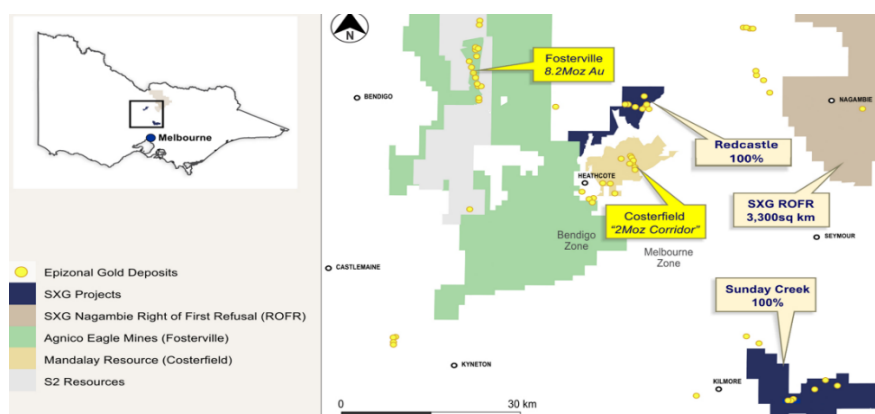 N
Fosterville
8.2Moz Au
BENDIGO
NAGAMBIE
Melbourne
Redcastle
100%
HEATHCOTE
SXG ROFR
3,300sq km
Costerfield
"2Moz Corridor"
Bendigo
Zone
SEYMOUR
Melbourne
Zone
CASTLEMAINE
Epizonal Gold Deposits
SXG Projects
SXG Nagambie Right of First Refusal (ROFR)
Agnico Eagle Mines (Fosterville)
Mandalay Resource (Costerfield)
S2 Resources
Sunday Creek
100%
KYNETON
KILMORE
0
30 km